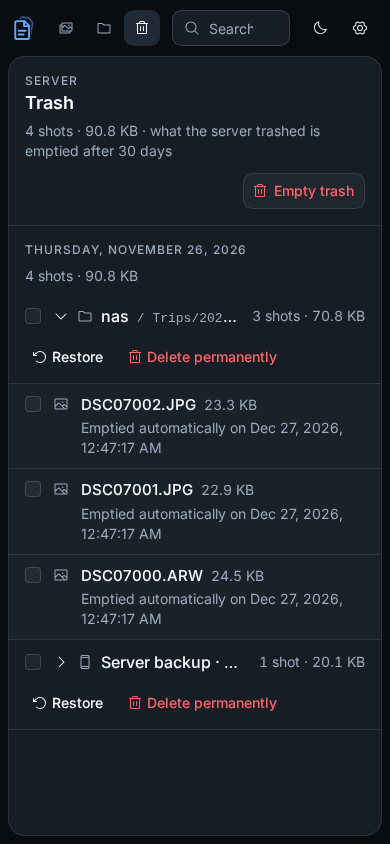 Search
SERVER
Trash
4 shots · 90.8 KB · what the server trashed is
emptied after 30 days
Empty trash
THURSDAY, NOVEMBER 26, 2026
4 shots · 90.8 KB
nas / Trips/202... 3 shots · 70.8 KB
Restore Delete permanently
DSC07002.JPG 23.3 KB
Emptied automatically on Dec 27, 2026,
12:47:17 AM
DSC07001.JPG 22.9 KB
Emptied automatically on Dec 27, 2026,
12:47:17 AM
DSC07000.ARW 24.5 KB
Emptied automatically on Dec 27, 2026,
12:47:17 AM
Server backup · ... 1 shot · 20.1 KB
Restore Delete permanently